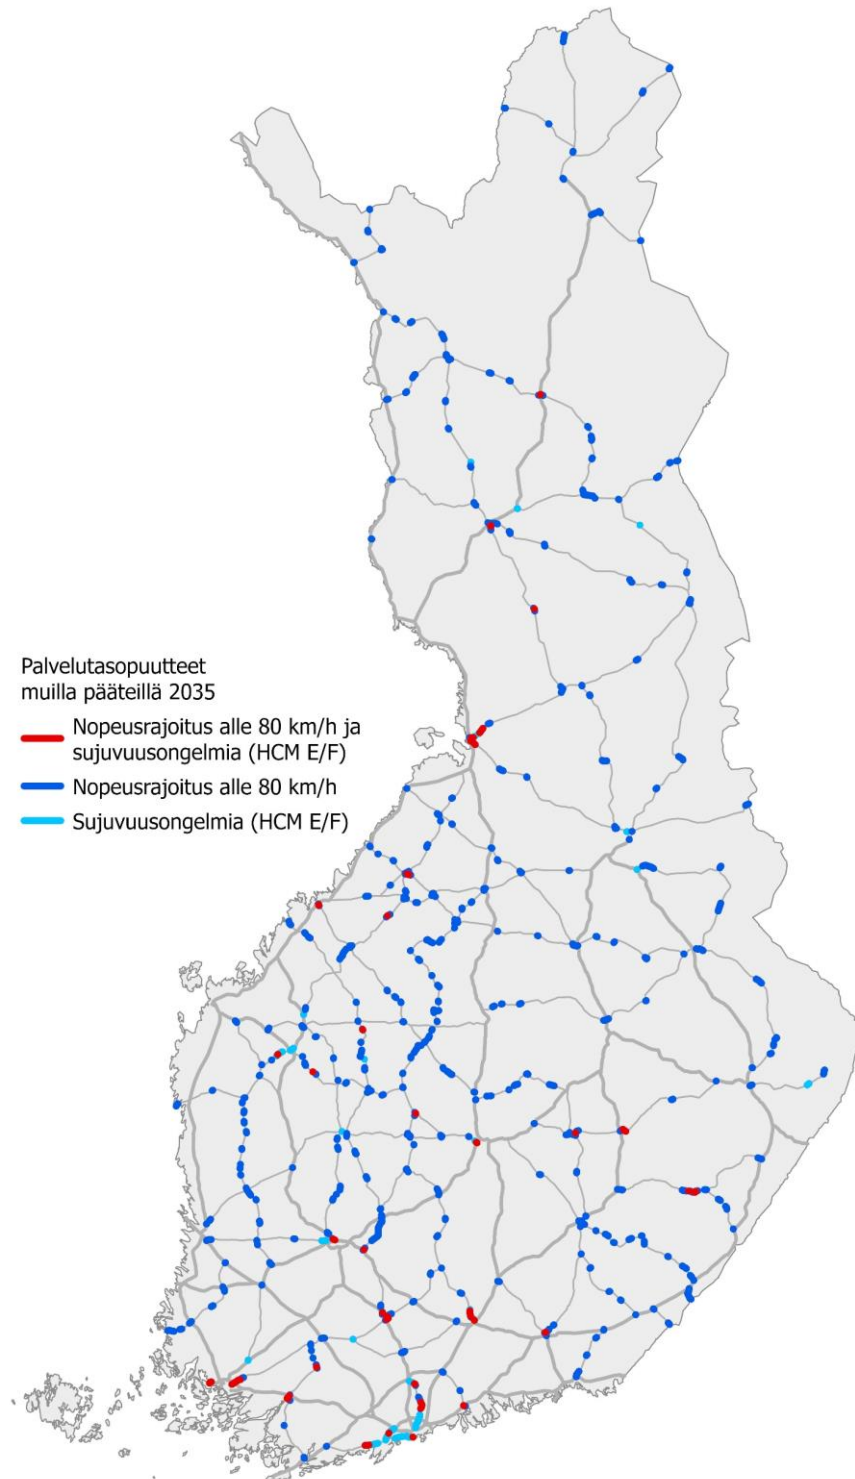 Palvelutasopuutteet
muilla pääteillä 2035
Nopeusrajoitus alle 80 km/h ja
sujuvuusongelmia (HCM E/F)
Nopeusrajoitus alle 80 km/h
Sujuvuusongelmia (HCM E/F)